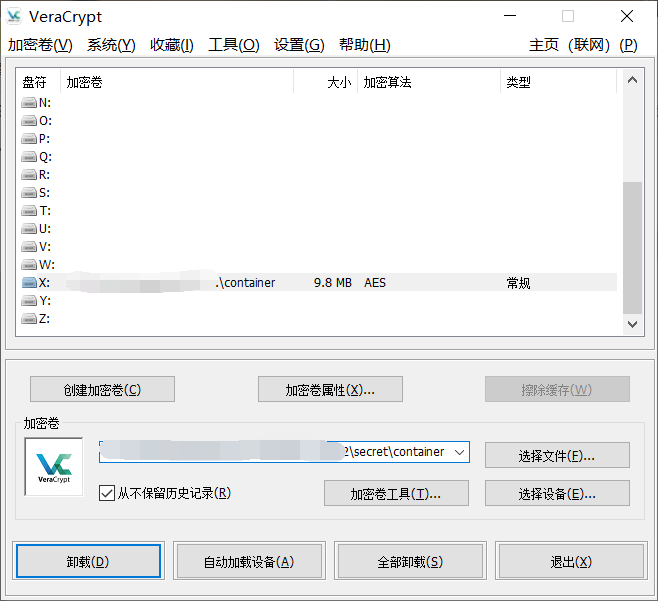 VeraCrypt
加密卷(V) 系统(Y) 收藏(I) 工具(O) 设置(G) 帮助(H) 主页 (联网) (P)
盘符 加密卷 大小 加密算法 类型
N:
O:
P:
Q:
R:
S:
T:
U:
V:
W:
X: .\container 9.8 MB AES 常规
Y:
Z:
创建加密卷(C) 加密卷属性(X)... 擦除缓存(W)
加密卷
VeraCrypt
2\secret\container 选择文件(F)...
从不保留历史记录(R) 加密卷工具(T)... 选择设备(E)...
卸载(D) 自动加载设备(A) 全部卸载(S) 退出(X)